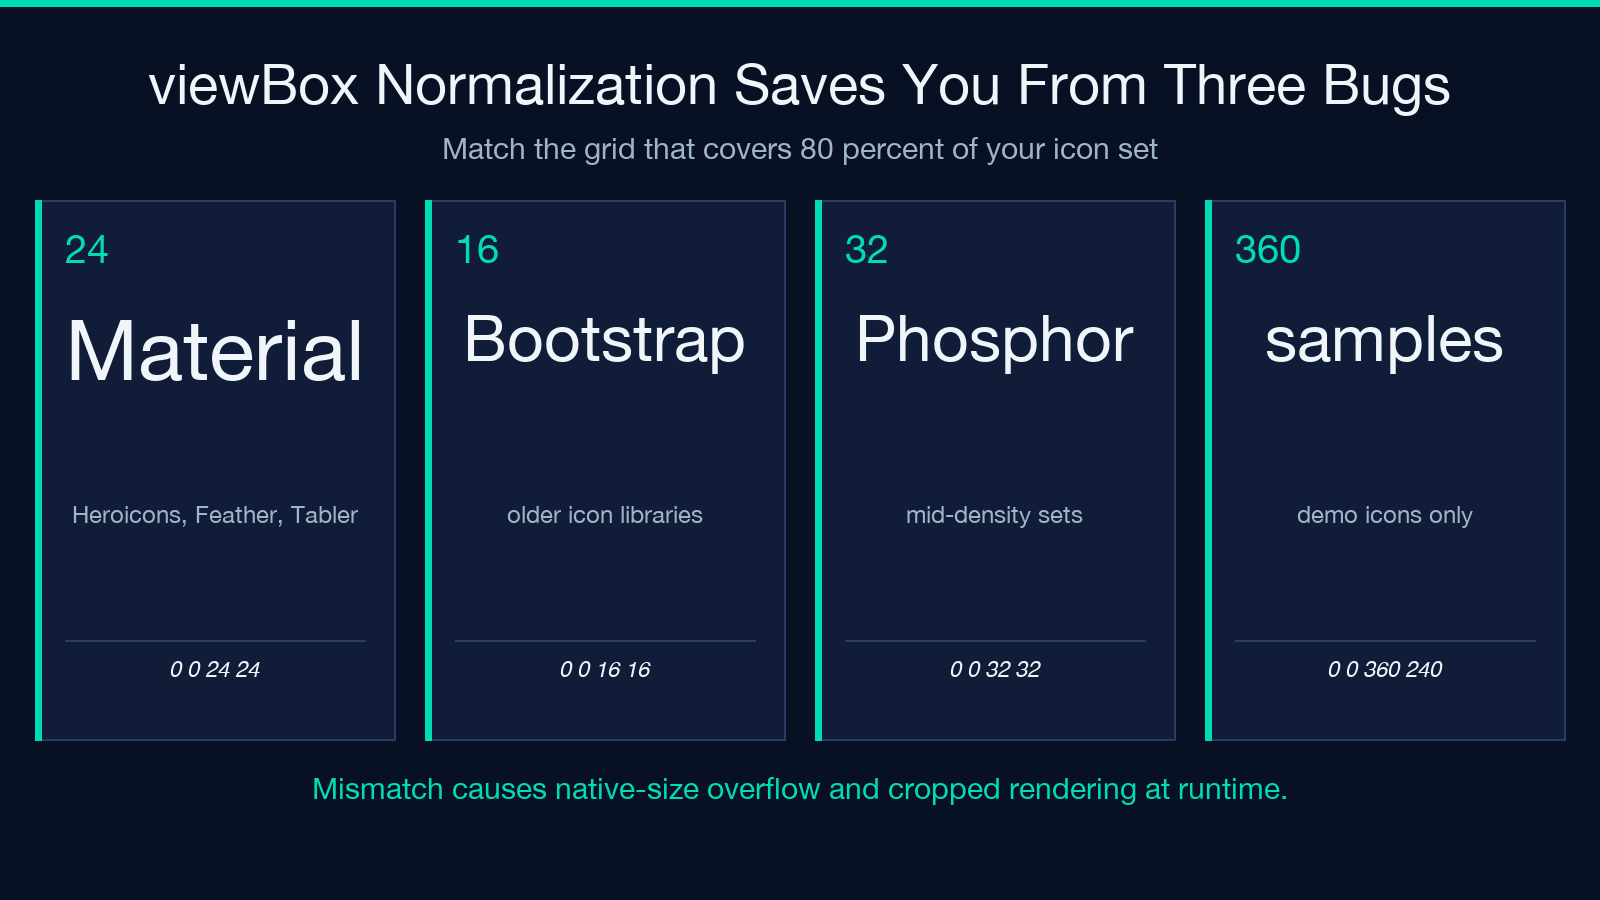 viewBox Normalization Saves You From Three Bugs
Match the grid that covers 80 percent of your icon set
24
Material
Heroicons, Feather, Tabler
0 0 24 24
16
Bootstrap
older icon libraries
0 0 16 16
32
Phosphor
mid-density sets
0 0 32 32
360
samples
demo icons only
0 0 360 240
Mismatch causes native-size overflow and cropped rendering at runtime.